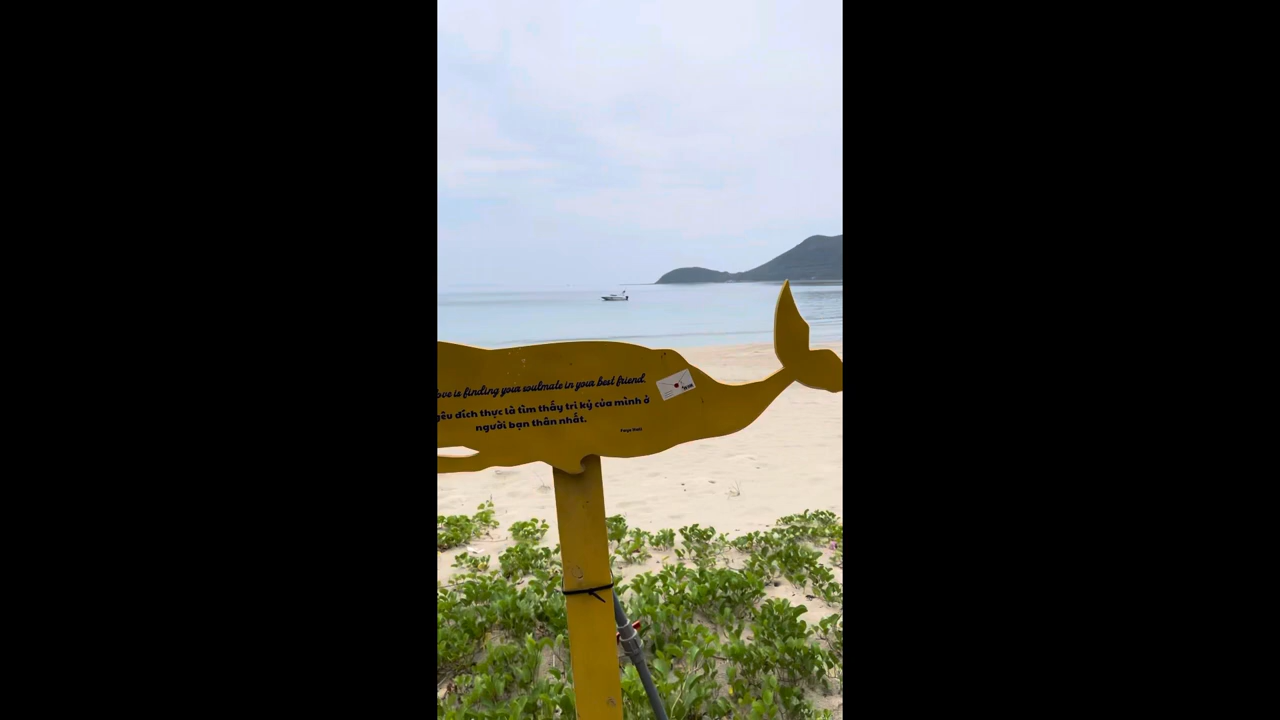 ove is finding your soulmate in your best friend.
yêu đích thực là tìm thấy tri kỷ của mình ở
người bạn thân nhất.